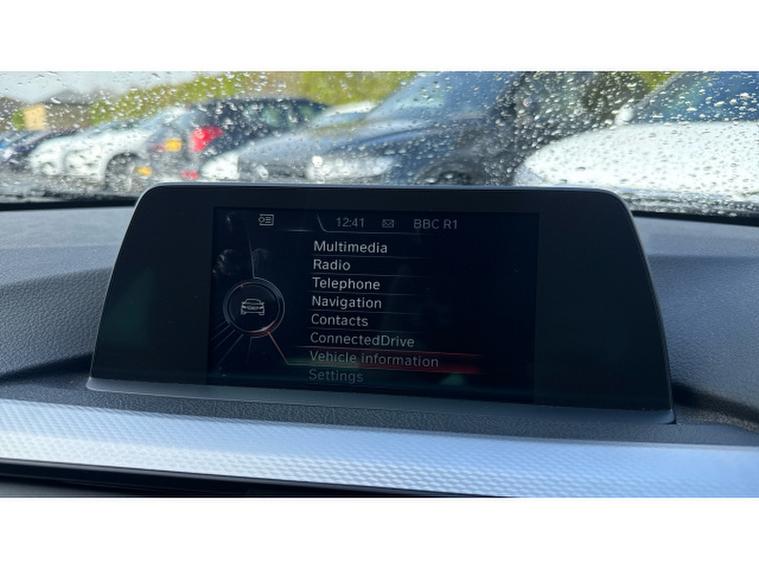 12:41 BBC R1
Multimedia
Radio
Telephone
Navigation
Contacts
ConnectedDrive
Vehicle information
Settings